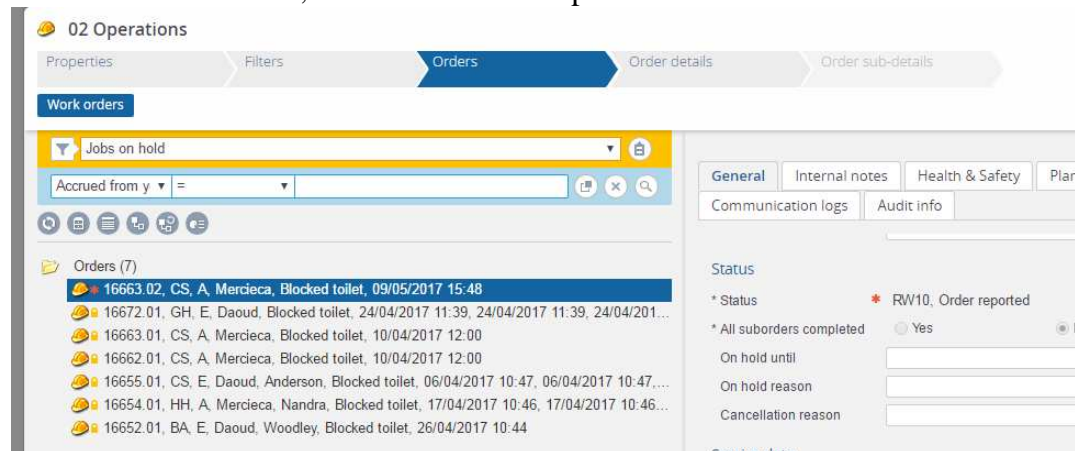 02 Operations
Properties Filters Orders Order details Order sub-details
Work orders
Jobs on hold
Accrued from y =
General Internal notes Health & Safety
Communication logs Audit info
Orders (7)
16663.02, CS, A, Mercieca, Blocked toilet, 09/05/2017 15:48
16672.01, GH, E, Daoud, Blocked toilet, 24/04/2017 11:39, 24/04/2017 11:39, 24/04/201...
16663.01, CS, A, Mercieca, Blocked toilet, 10/04/2017 12:00
16662.01, CS, A, Mercieca, Blocked toilet, 10/04/2017 12:00
16655.01, CS, E, Daoud, Anderson, Blocked toilet, 06/04/2017 10:47, 06/04/2017 10:47,...
16654.01, HH, A, Mercieca, Nandra, Blocked toilet, 17/04/2017 10:46, 17/04/2017 10:46...
16652.01, BA, E, Daoud, Woodley, Blocked toilet, 26/04/2017 10:44
Status
* Status * RW10, Order reported
* All suborders completed Yes
On hold until
On hold reason
Cancellation reason